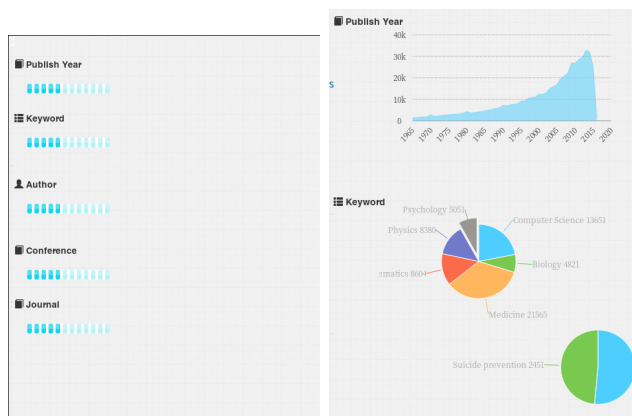 Publish Year
Keyword
Author
Conference
Journal
Publish Year
40k
30k
20k
10k
0
1965
1970
1975
1980
1985
1990
1995
2000
2005
2010
2015
2020
s
Keyword
Psychology 5051
Computer Science 13651
Physics 8380
Biology 4821
ematics 8604
Medicine 21565
Suicide prevention 2451